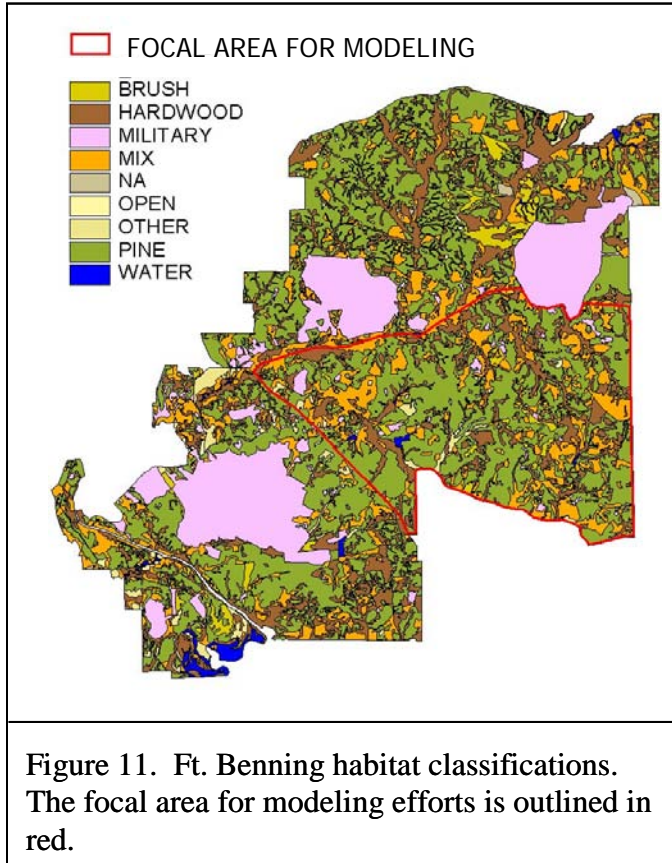 FOCAL AREA FOR MODELING
BRUSH
HARDWOOD
MILITARY
MIX
NA
OPEN
OTHER
PINE
WATER
Figure 11. Ft. Benning habitat classifications.
The focal area for modeling efforts is outlined in
red.